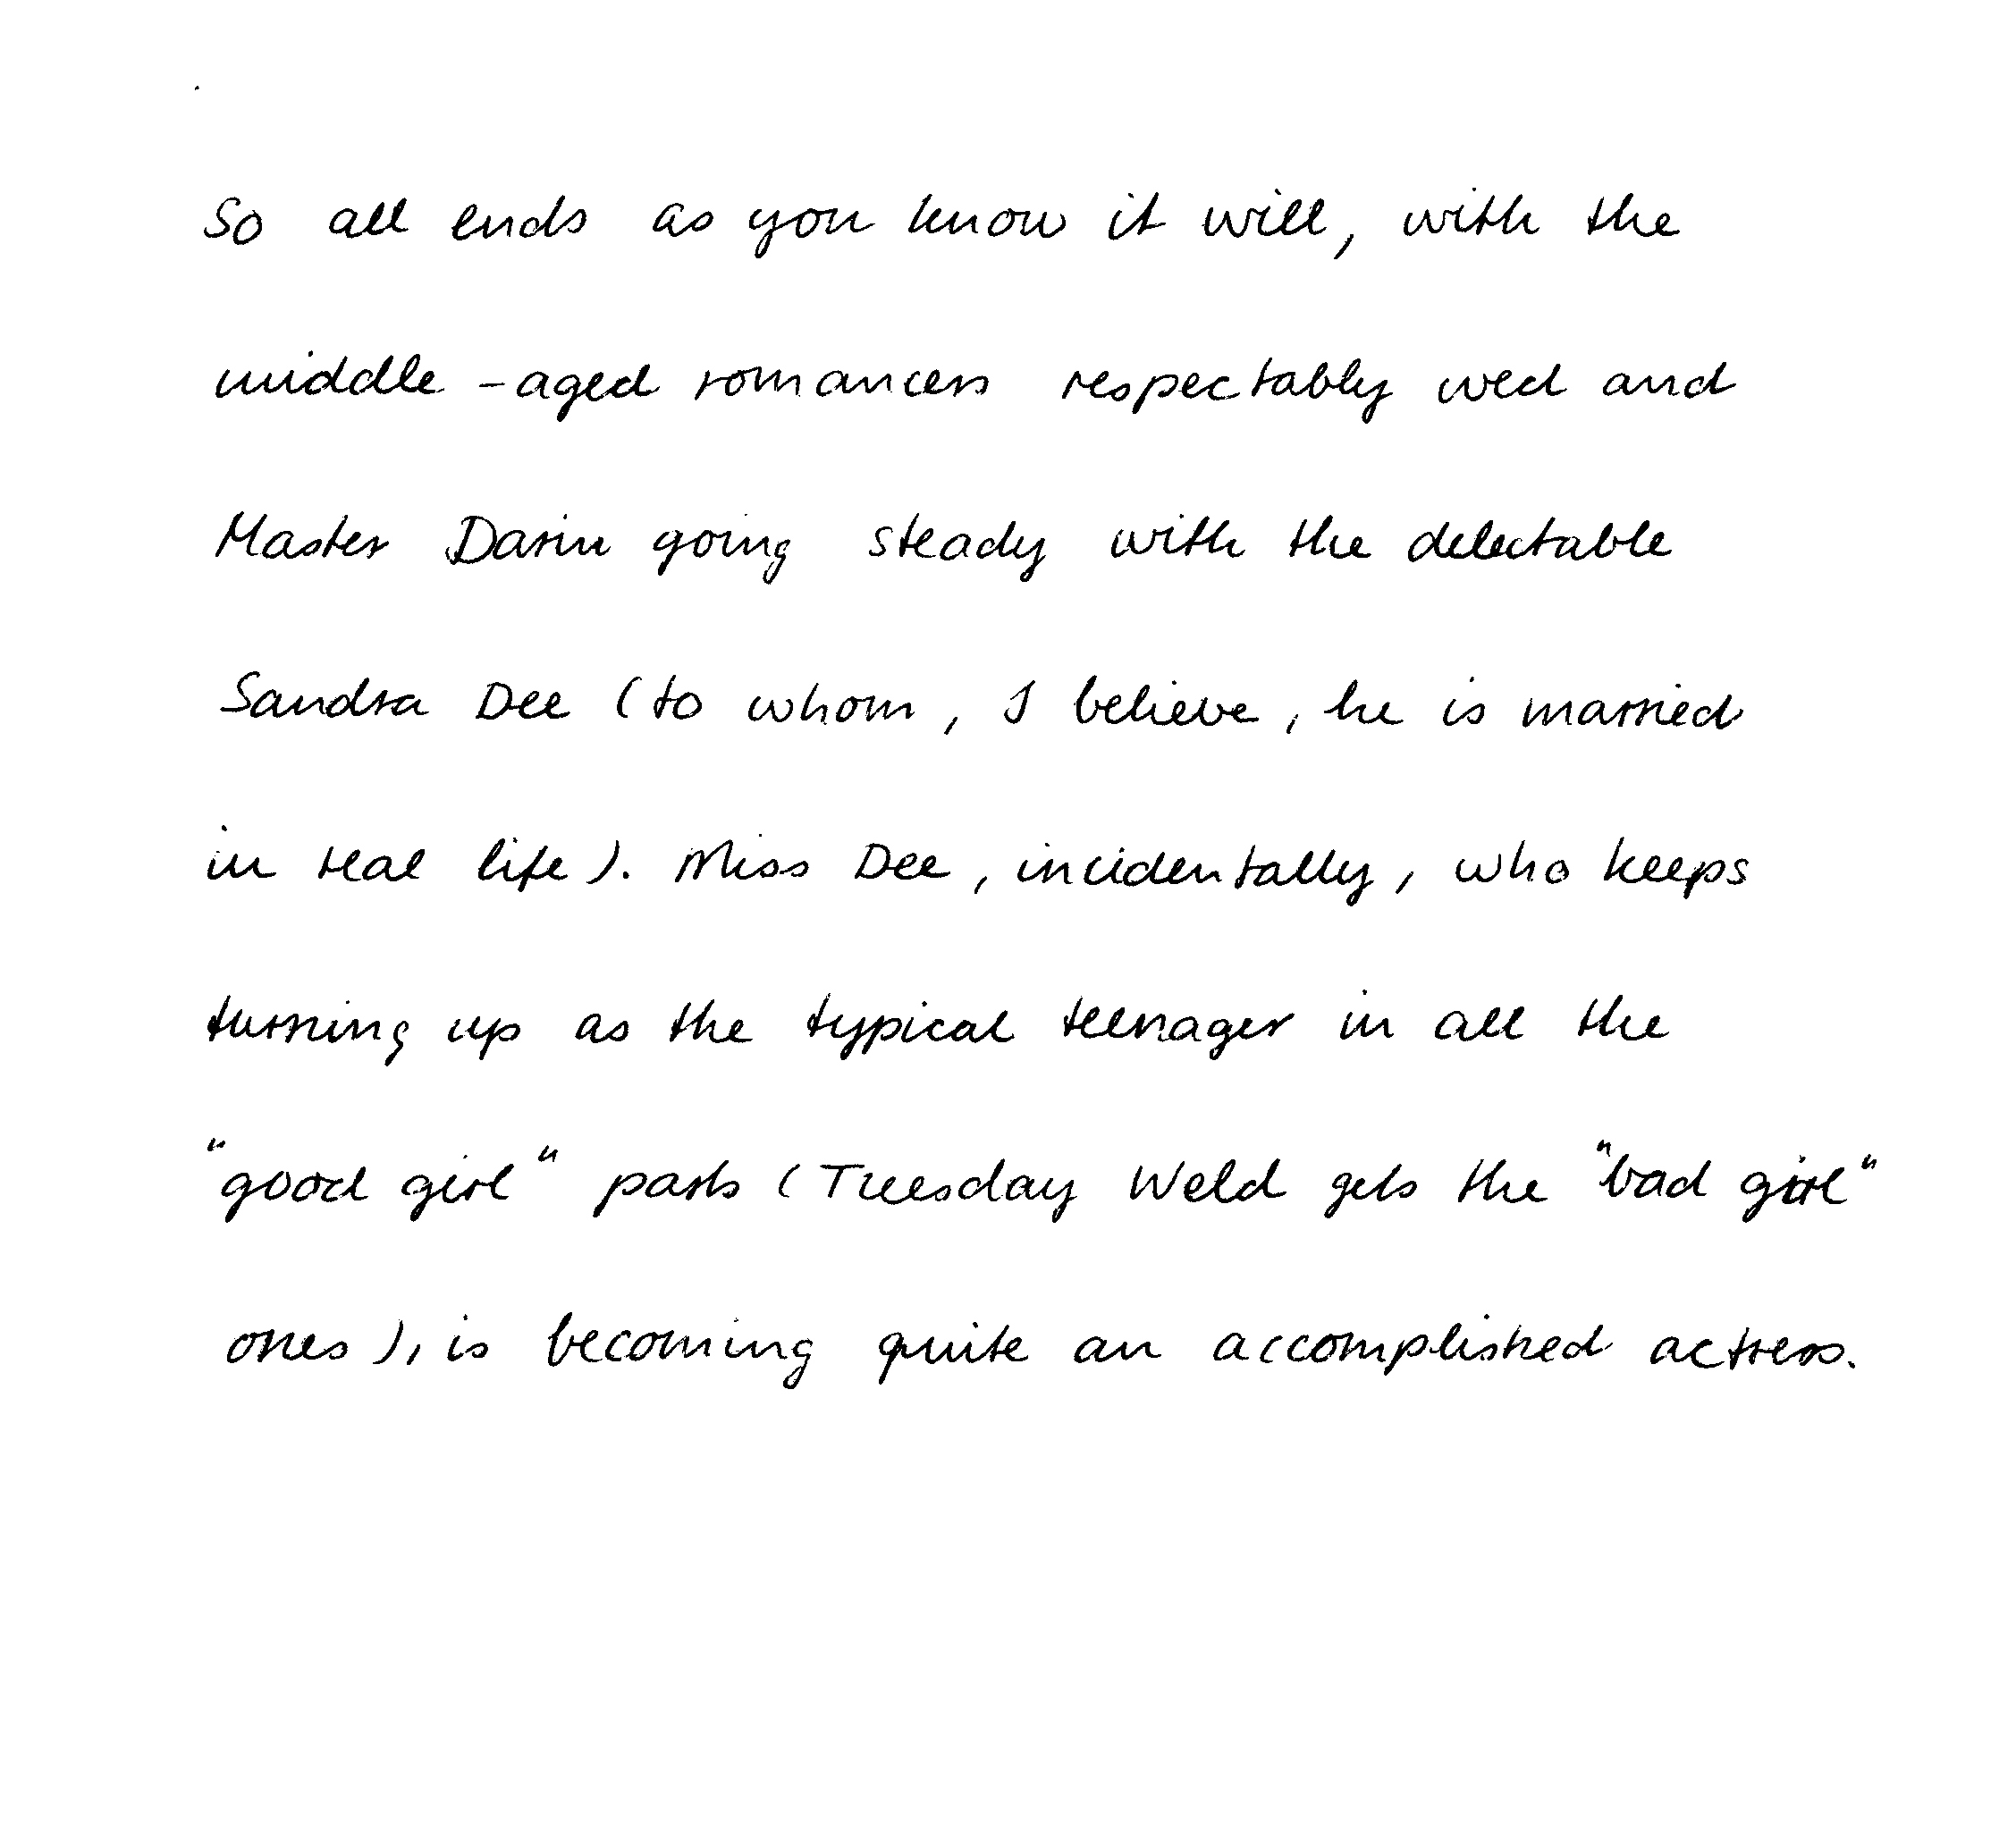 So all ends as you know it will, with the
middle-aged romancers respectably wed and
Master Darin going steady with the delectable
Sandra Dee (to whom, I believe, he is married
in real life). Miss Dee, incidentally, who keeps
turning up as the typical teenager in all the
"good girl" parts (Tuesday Weld gets the "bad girl"
ones), is becoming quite an accomplished actress.